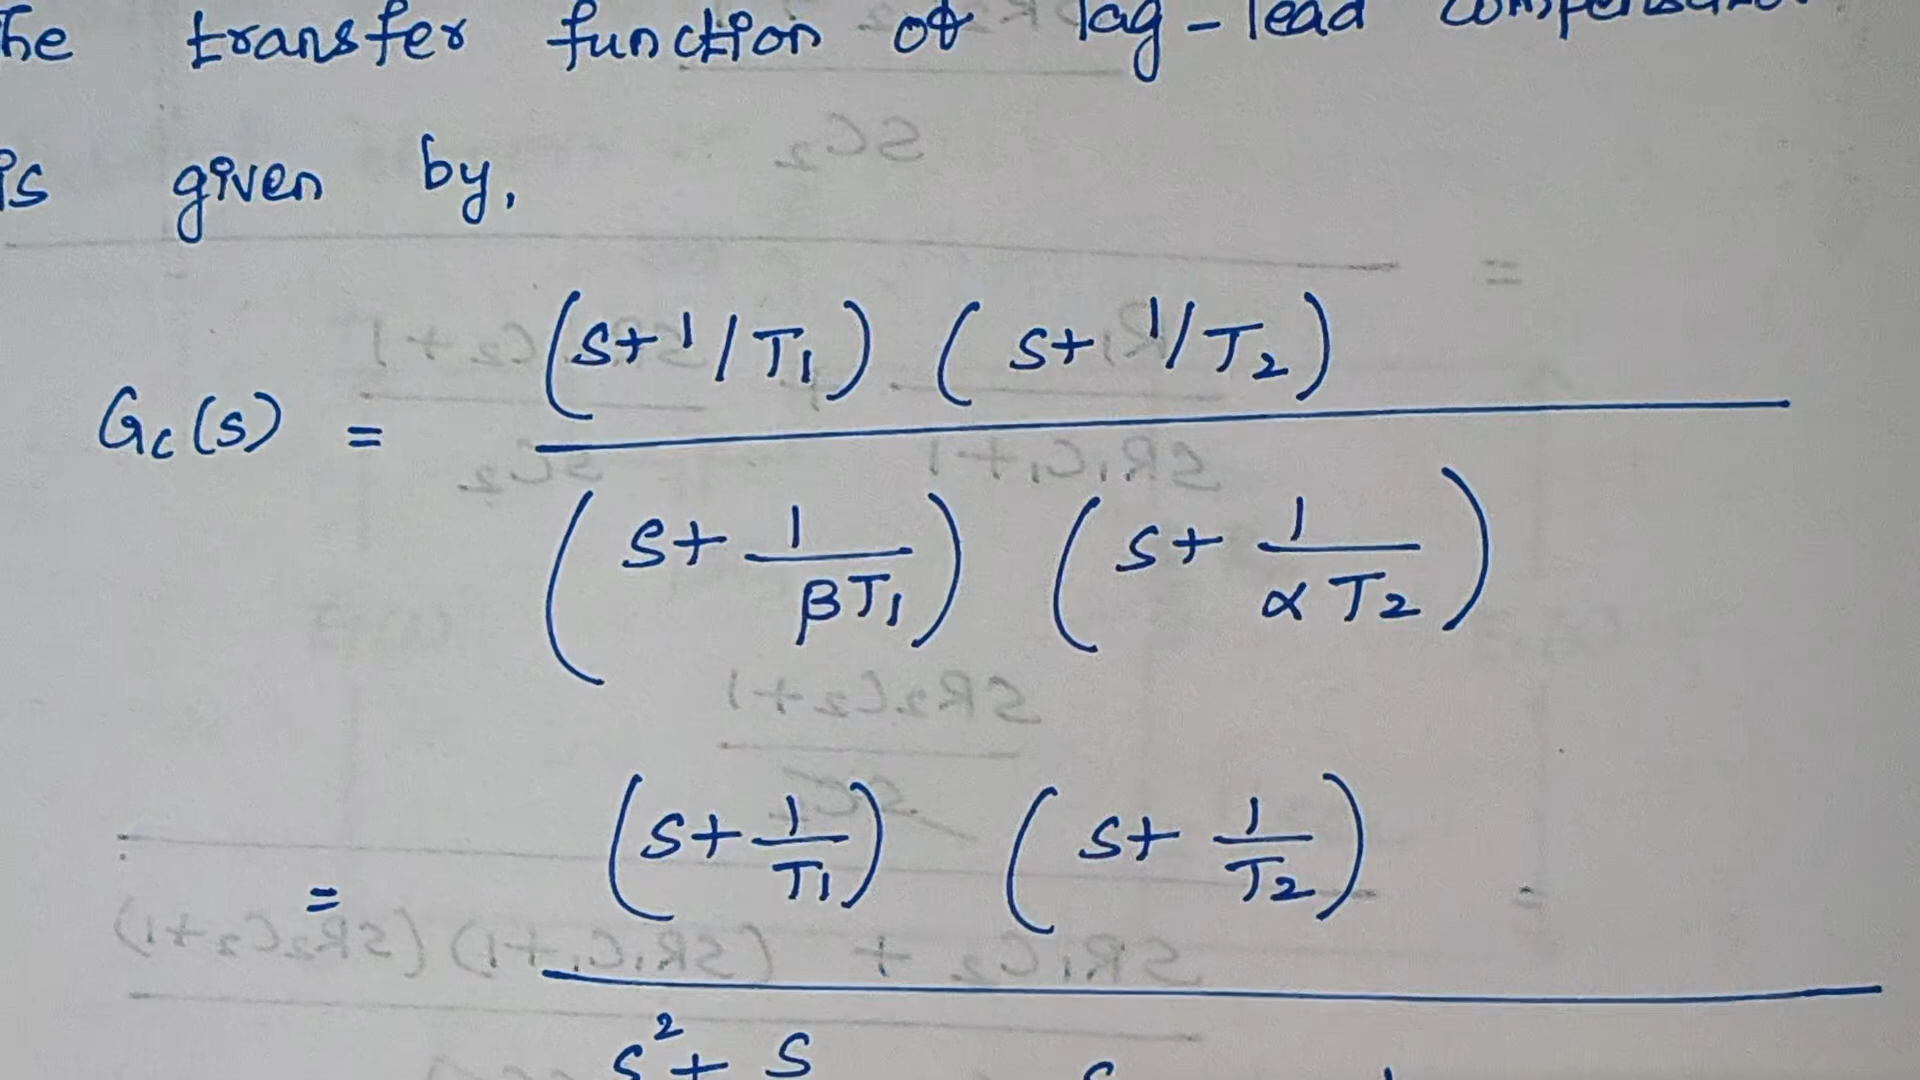 he transfer function of lag-lead
is given by,
Gc(s) = (s+1/T1) (s+1/T2)
(s+ 1/βT1) (s+ 1/αT2)
= (s+ 1/T1) (s+ 1/T2)
s²+ s